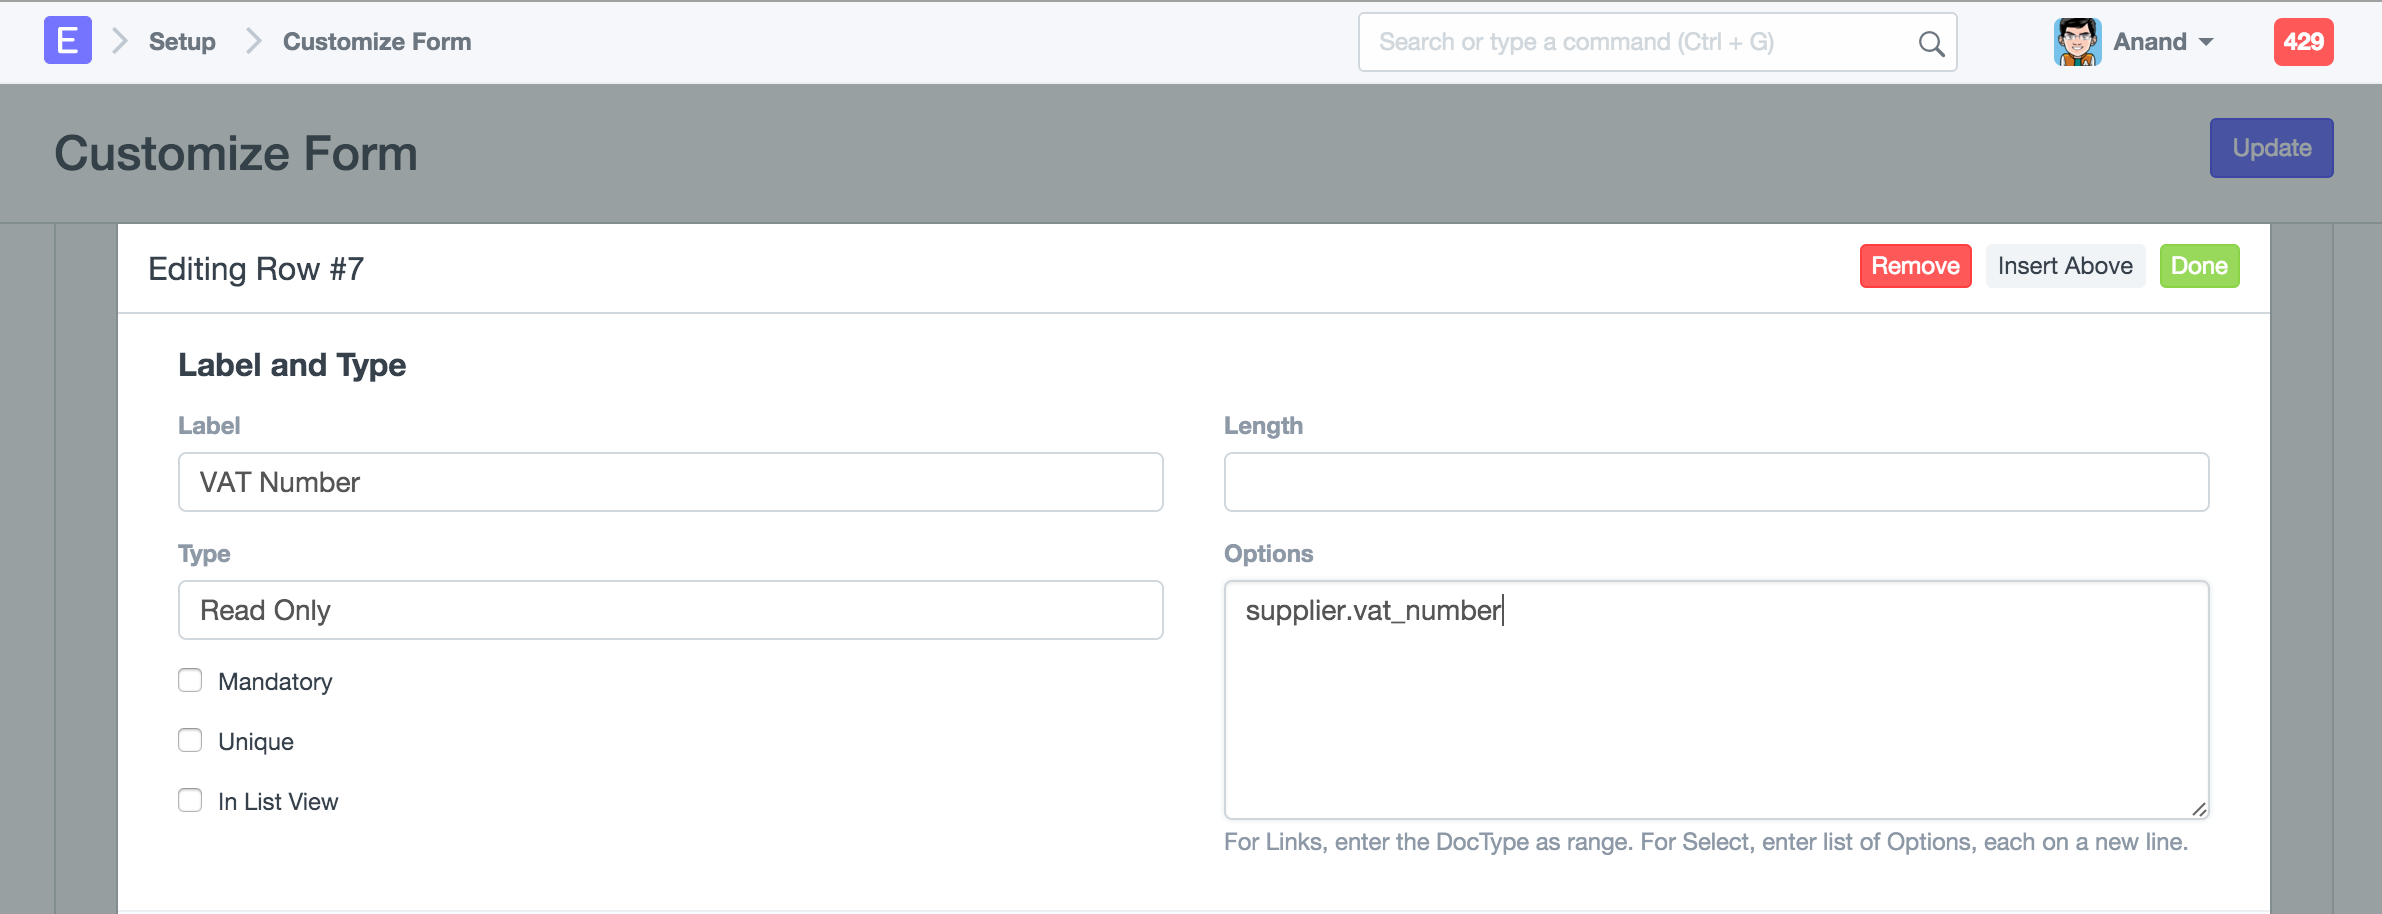 E Setup Customize Form Search or type a command (Ctrl + G) Anand 429
Customize Form Update
Editing Row #7 Remove Insert Above Done
Label and Type
Label Length
VAT Number
Type Options
Read Only supplier.vat_number
Mandatory
Unique
In List View
For Links, enter the DocType as range. For Select, enter list of Options, each on a new line.